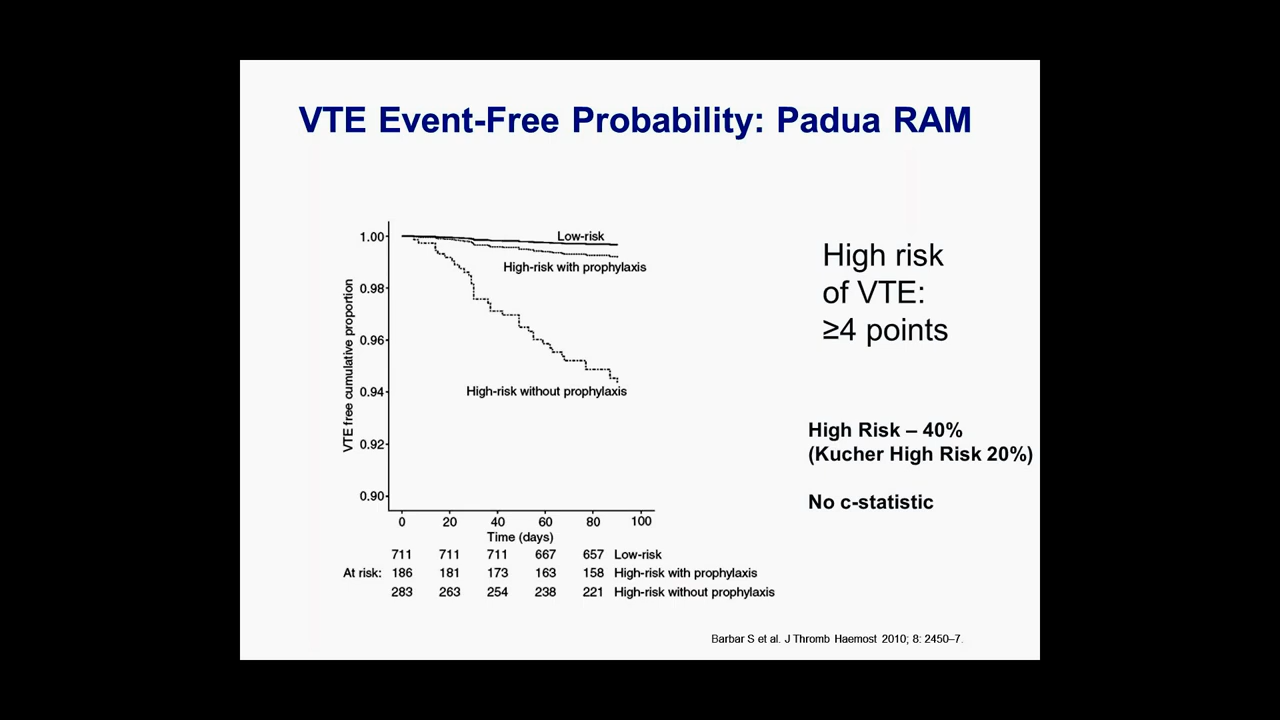 VTE Event-Free Probability: Padua RAM
1.00
0.98
0.96
0.94
0.92
0.90
VTE free cumulative proportion
Low-risk
High-risk with prophylaxis
High-risk without prophylaxis
0 20 40 60 80 100
Time (days)
711 711 711 667 657 Low-risk
At risk: 186 181 173 163 158 High-risk with prophylaxis
283 263 254 238 221 High-risk without prophylaxis
High risk
of VTE:
≥4 points
High Risk – 40%
(Kucher High Risk 20%)
No c-statistic
Barbar S et al. J Thromb Haemost 2010; 8: 2450–7.